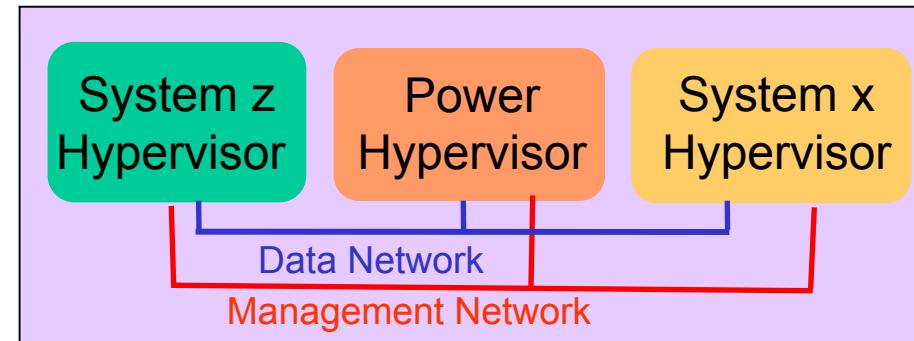 System z
Hypervisor
Power
Hypervisor
System x
Hypervisor
Data Network
Management Network